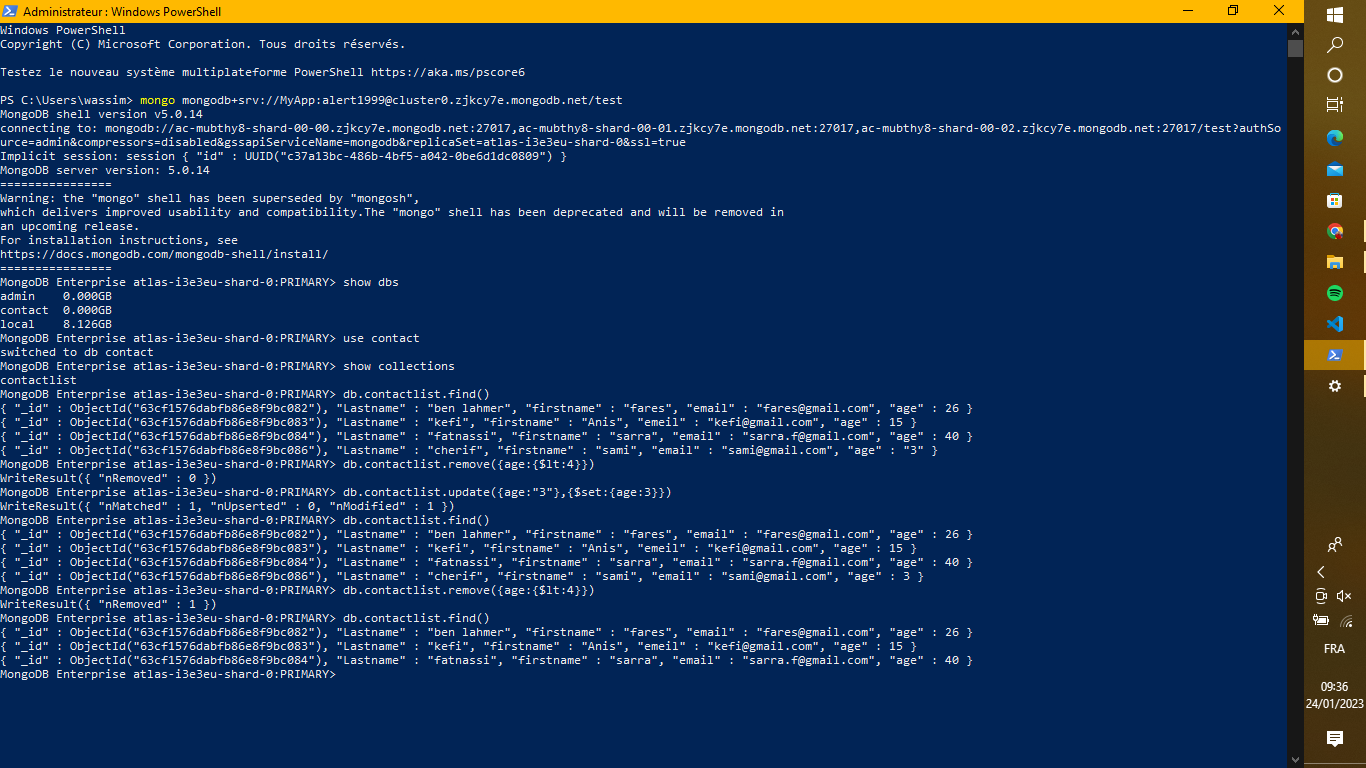 Administrateur : Windows PowerShell
Windows PowerShell
Copyright (C) Microsoft Corporation. Tous droits réservés.
Testez le nouveau système multiplateforme PowerShell https://aka.ms/pscore6
PS C:\Users\wassim> mongo mongodb+srv://MyApp:alert1999@cluster0.zjkcy7e.mongodb.net/test
MongoDB shell version v5.0.14
connecting to: mongodb://ac-mubthy8-shard-00-00.zjkcy7e.mongodb.net:27017,ac-mubthy8-shard-00-01.zjkcy7e.mongodb.net:27017,ac-mubthy8-shard-00-02.zjkcy7e.mongodb.net:27017/test?authSo
urce=admin&compressors=disabled&gssapiServiceName=mongodb&replicaSet=atlas-i3e3eu-shard-0&ssl=true
Implicit session: session { "id" : UUID("c37a13bc-486b-4bf5-a042-0be6d1dc0809") }
MongoDB server version: 5.0.14
================
Warning: the "mongo" shell has been superseded by "mongosh",
which delivers improved usability and compatibility.The "mongo" shell has been deprecated and will be removed in
an upcoming release.
For installation instructions, see
https://docs.mongodb.com/mongodb-shell/install/
================
MongoDB Enterprise atlas-i3e3eu-shard-0:PRIMARY> show dbs
admin    0.000GB
contact  0.000GB
local    8.126GB
MongoDB Enterprise atlas-i3e3eu-shard-0:PRIMARY> use contact
switched to db contact
MongoDB Enterprise atlas-i3e3eu-shard-0:PRIMARY> show collections
contactlist
MongoDB Enterprise atlas-i3e3eu-shard-0:PRIMARY> db.contactlist.find()
{ "_id" : ObjectId("63cf1576dabfb86e8f9bc082"), "Lastname" : "ben lahmer", "firstname" : "fares", "email" : "fares@gmail.com", "age" : 26 }
{ "_id" : ObjectId("63cf1576dabfb86e8f9bc083"), "Lastname" : "kefi", "firstname" : "Anis", "emeil" : "kefi@gmail.com", "age" : 15 }
{ "_id" : ObjectId("63cf1576dabfb86e8f9bc084"), "Lastname" : "fatnassi", "firstname" : "sarra", "email" : "sarra.f@gmail.com", "age" : 40 }
{ "_id" : ObjectId("63cf1576dabfb86e8f9bc086"), "Lastname" : "cherif", "firstname" : "sami", "email" : "sami@gmail.com", "age" : "3" }
MongoDB Enterprise atlas-i3e3eu-shard-0:PRIMARY> db.contactlist.remove({age:{$lt:4}})
WriteResult({ "nRemoved" : 0 })
MongoDB Enterprise atlas-i3e3eu-shard-0:PRIMARY> db.contactlist.update({age:"3"},{$set:{age:3}})
WriteResult({ "nMatched" : 1, "nUpserted" : 0, "nModified" : 1 })
MongoDB Enterprise atlas-i3e3eu-shard-0:PRIMARY> db.contactlist.find()
{ "_id" : ObjectId("63cf1576dabfb86e8f9bc082"), "Lastname" : "ben lahmer", "firstname" : "fares", "email" : "fares@gmail.com", "age" : 26 }
{ "_id" : ObjectId("63cf1576dabfb86e8f9bc083"), "Lastname" : "kefi", "firstname" : "Anis", "emeil" : "kefi@gmail.com", "age" : 15 }
{ "_id" : ObjectId("63cf1576dabfb86e8f9bc084"), "Lastname" : "fatnassi", "firstname" : "sarra", "email" : "sarra.f@gmail.com", "age" : 40 }
{ "_id" : ObjectId("63cf1576dabfb86e8f9bc086"), "Lastname" : "cherif", "firstname" : "sami", "email" : "sami@gmail.com", "age" : 3 }
MongoDB Enterprise atlas-i3e3eu-shard-0:PRIMARY> db.contactlist.remove({age:{$lt:4}})
WriteResult({ "nRemoved" : 1 })
MongoDB Enterprise atlas-i3e3eu-shard-0:PRIMARY> db.contactlist.find()
{ "_id" : ObjectId("63cf1576dabfb86e8f9bc082"), "Lastname" : "ben lahmer", "firstname" : "fares", "email" : "fares@gmail.com", "age" : 26 }
{ "_id" : ObjectId("63cf1576dabfb86e8f9bc083"), "Lastname" : "kefi", "firstname" : "Anis", "emeil" : "kefi@gmail.com", "age" : 15 }
{ "_id" : ObjectId("63cf1576dabfb86e8f9bc084"), "Lastname" : "fatnassi", "firstname" : "sarra", "email" : "sarra.f@gmail.com", "age" : 40 }
MongoDB Enterprise atlas-i3e3eu-shard-0:PRIMARY>
FRA
09:36
24/01/2023